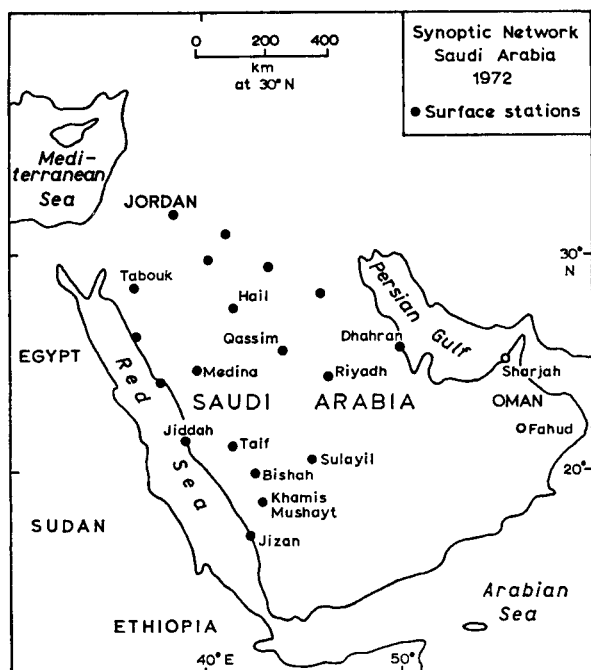 0 200 400
km
at 30° N
Synoptic Network
Saudi Arabia
1972
Surface stations
Medi-
terranean
Sea
JORDAN
30°
N
Tabouk
Hail
Persian Gulf
Qassim
Dhahran
EGYPT
Red Sea
Medina
Riyadh
Sharjah
SAUDI ARABIA
OMAN
Jiddah
Taif
Fahud
Sulayil
Bishah
20°
Khamis
Mushayt
SUDAN
Jizan
Arabian
Sea
ETHIOPIA
40° E
50°